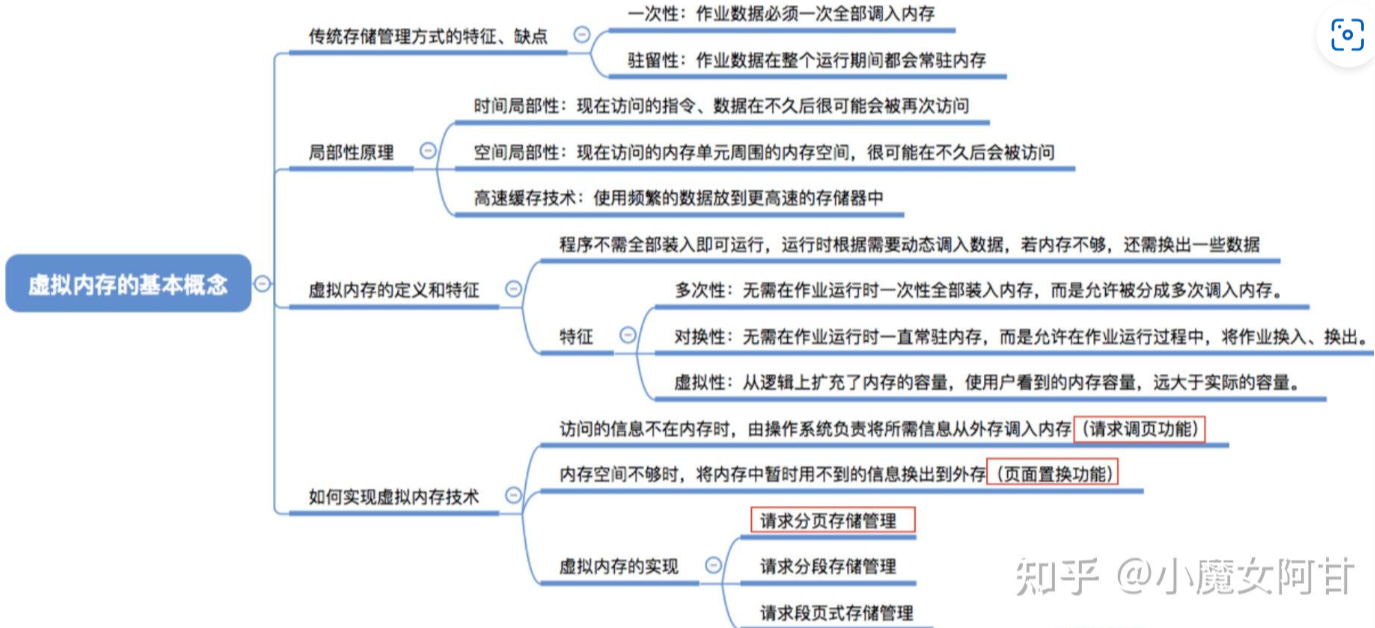 虚拟内存的基本概念
传统存储管理方式的特征、缺点
一次性：作业数据必须一次全部调入内存
驻留性：作业数据在整个运行期间都会常驻内存
局部性原理
时间局部性：现在访问的指令、数据在不久后很可能会被再次访问
空间局部性：现在访问的内存单元周围的内存空间，很可能在不久后会被访问
高速缓存技术：使用频繁的数据放到更高速的存储器中
虚拟内存的定义和特征
程序不需全部装入即可运行，运行时根据需要动态调入数据，若内存不够，还需换出一些数据
特征
多次性：无需在作业运行时一次性全部装入内存，而是允许被分成多次调入内存。
对换性：无需在作业运行时一直常驻内存，而是允许在作业运行过程中，将作业换入、换出。
虚拟性：从逻辑上扩充了内存的容量，使用户看到的内存容量，远大于实际的容量。
如何实现虚拟内存技术
访问的信息不在内存时，由操作系统负责将所需信息从外存调入内存（请求调页功能）
内存空间不够时，将内存中暂时用不到的信息换出到外存（页面置换功能）
虚拟内存的实现
请求分页存储管理
请求分段存储管理
请求段页式存储管理
知乎 @小魔女阿甘